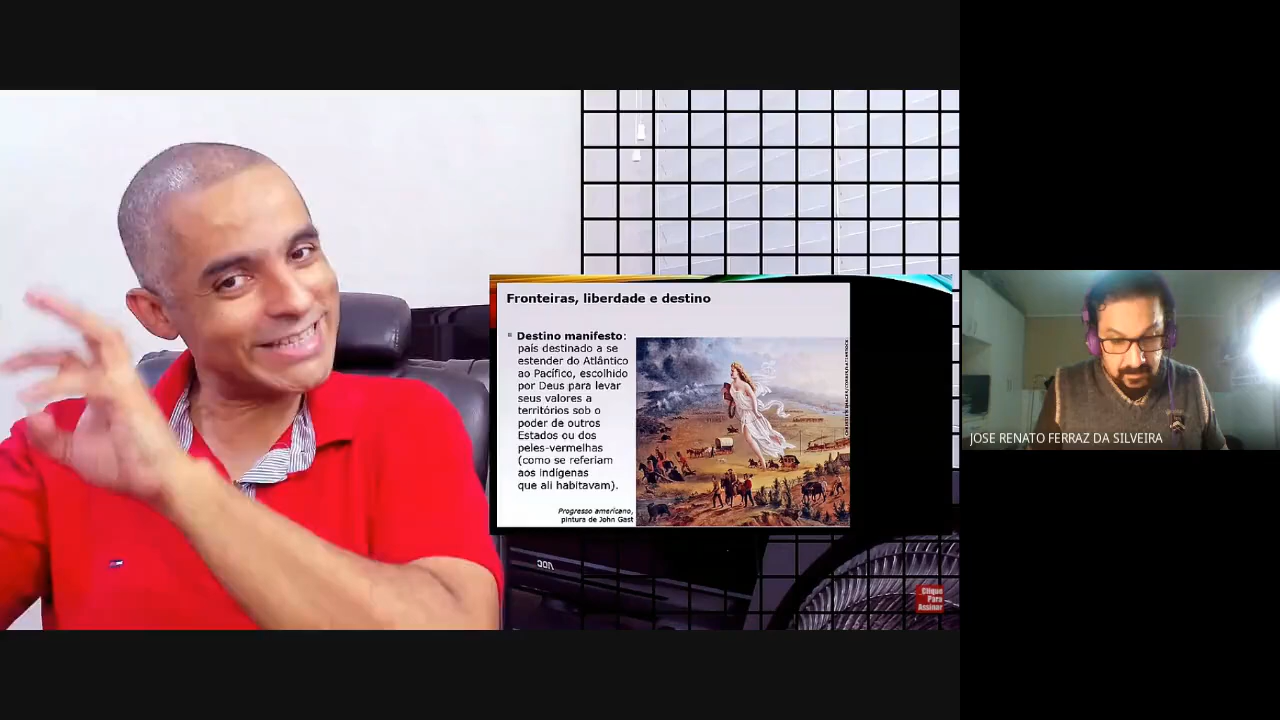 Fronteiras, liberdade e destino
Destino manifesto:
país destinado a se
estender do Atlântico
ao Pacífico, escolhido
por Deus para levar
seus valores a
territórios sob o
poder de outros
Estados ou dos
peles-vermelhas
(como se referiam
aos indígenas
que ali habitavam).
Progresso americano,
pintura de John Gast
JOSE RENATO FERRAZ DA SILVEIRA
Clique
Para
Assinar